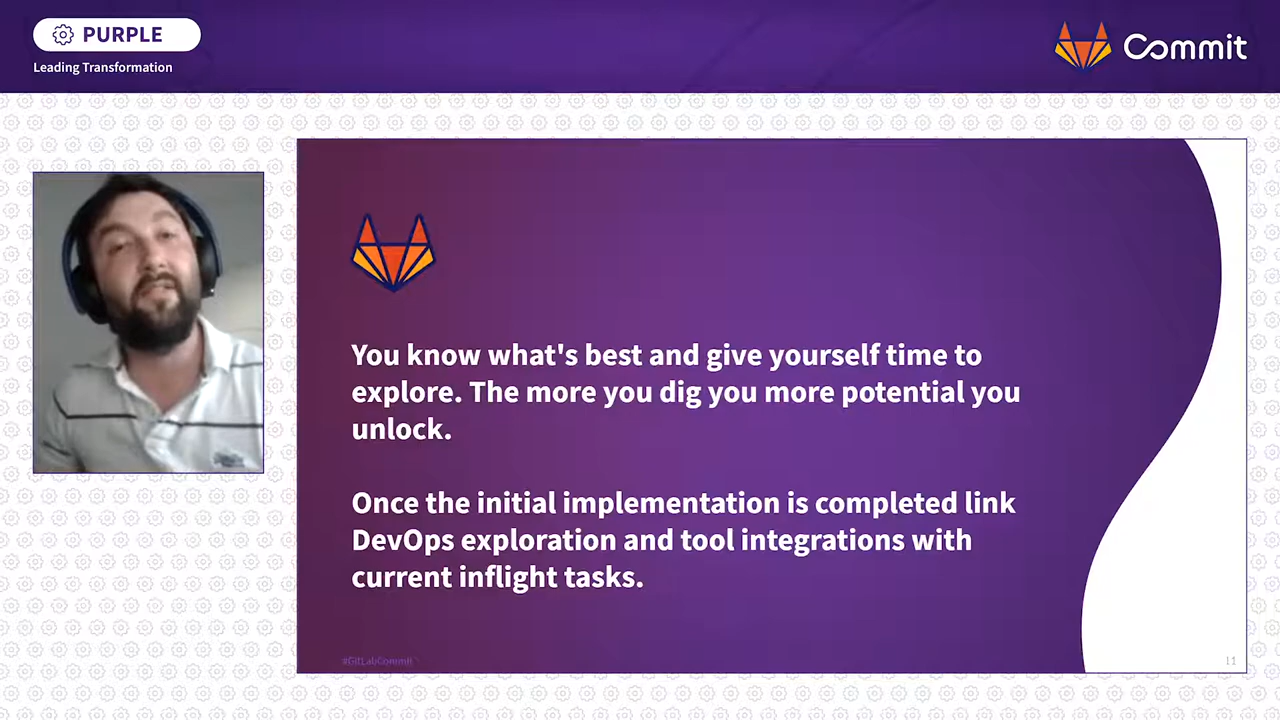 PURPLE
Leading Transformation
Commit
You know what's best and give yourself time to
explore. The more you dig you more potential you
unlock.
Once the initial implementation is completed link
DevOps exploration and tool integrations with
current inflight tasks.
#GitLabCommit
11